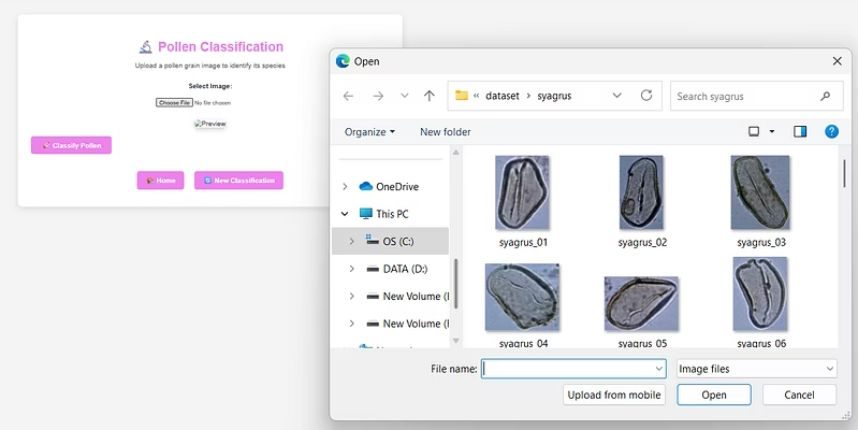 Pollen Classification
Upload a pollen grain image to identify its species
Select Image:
Choose File No file chosen
Preview
Classify Pollen
Home New Classification
Open
« dataset › syagrus
Search syagrus
Organize New folder
OneDrive
This PC
OS (C:)
DATA (D:)
New Volume (
New Volume (
syagrus_01 syagrus_02 syagrus_03
syagrus_04 syagrus_05 syagrus_06
File name: Image files
Upload from mobile Open Cancel